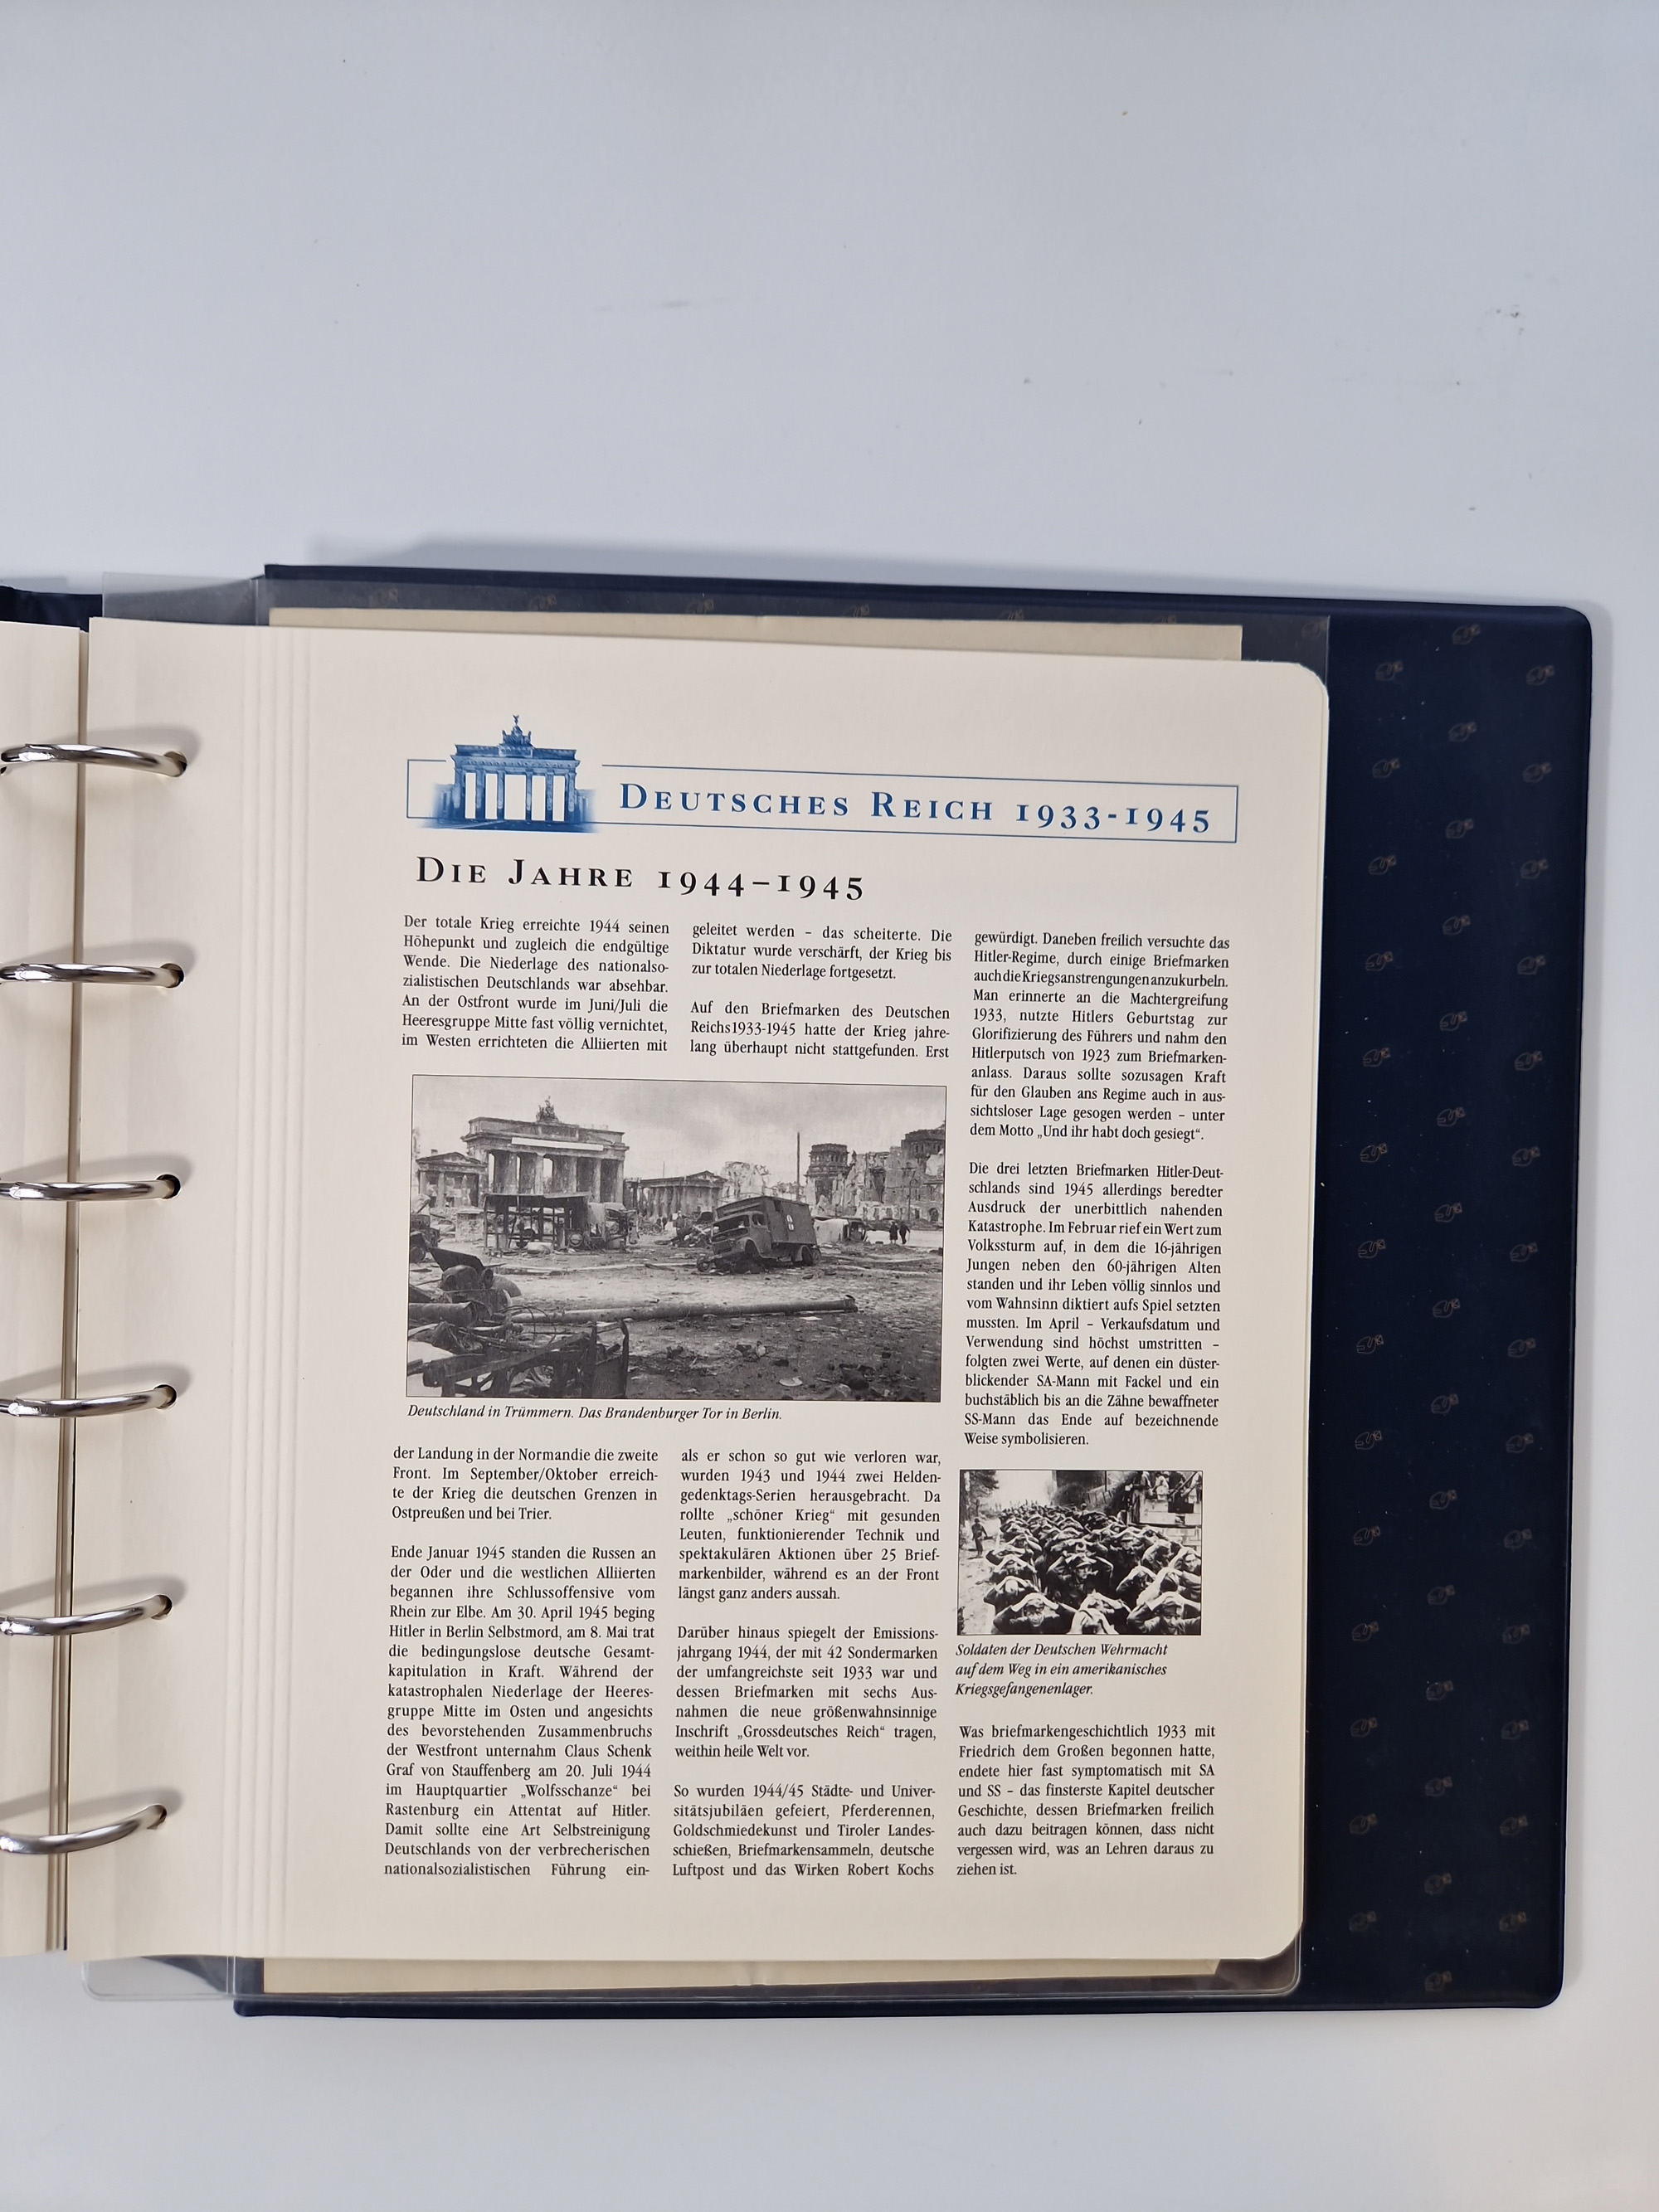 Deutsches Reich 1933-1945
Die Jahre 1944–1945
Der totale Krieg erreichte 1944 seinen
Höhepunkt und zugleich die endgültige
Wende. Die Niederlage des nationalso-
zialistischen Deutschlands war absehbar.
An der Ostfront wurde im Juni/Juli die
Heeresgruppe Mitte fast völlig vernichtet,
im Westen errichteten die Alliierten mit
der Landung in der Normandie die zweite
Front. Im September/Oktober erreich-
te der Krieg die deutschen Grenzen in
Ostpreußen und bei Trier.
Ende Januar 1945 standen die Russen an
der Oder und die westlichen Alliierten
begannen ihre Schlussoffensive vom
Rhein zur Elbe. Am 30. April 1945 beging
Hitler in Berlin Selbstmord, am 8. Mai trat
die bedingungslose deutsche Gesamt-
kapitulation in Kraft. Während der
katastrophalen Niederlage der Heeres-
gruppe Mitte im Osten und angesichts
des bevorstehenden Zusammenbruchs
der Westfront unternahm Claus Schenk
Graf von Stauffenberg am 20. Juli 1944
im Hauptquartier „Wolfsschanze“ bei
Rastenburg ein Attentat auf Hitler.
Damit sollte eine Art Selbstreinigung
Deutschlands von der verbrecherischen
nationalsozialistischen Führung ein-
geleitet werden – das scheiterte. Die
Diktatur wurde verschärft, der Krieg bis
zur totalen Niederlage fortgesetzt.
Auf den Briefmarken des Deutschen
Reichs1933-1945 hatte der Krieg jahre-
lang überhaupt nicht stattgefunden. Erst
Deutschland in Trümmern. Das Brandenburger Tor in Berlin.
als er schon so gut wie verloren war,
wurden 1943 und 1944 zwei Helden-
gedenktags-Serien herausgebracht. Da
rollte „schöner Krieg“ mit gesunden
Leuten, funktionierender Technik und
spektakulären Aktionen über 25 Brief-
markenbilder, während es an der Front
längst ganz anders aussah.
Darüber hinaus spiegelt der Emissions-
jahrgang 1944, der mit 42 Sondermarken
der umfangreichste seit 1933 war und
dessen Briefmarken mit sechs Aus-
nahmen die neue größenwahnsinnige
Inschrift „Grossdeutsches Reich“ tragen,
weithin heile Welt vor.
So wurden 1944/45 Städte- und Univer-
sitätsjubiläen gefeiert, Pferderennen,
Goldschmiedekunst und Tiroler Landes-
schießen, Briefmarkensammeln, deutsche
Luftpost und das Wirken Robert Kochs
gewürdigt. Daneben freilich versuchte das
Hitler-Regime, durch einige Briefmarken
auch die Kriegsanstrengungen anzukurbeln.
Man erinnerte an die Machtergreifung
1933, nutzte Hitlers Geburtstag zur
Glorifizierung des Führers und nahm den
Hitlerputsch von 1923 zum Briefmarken-
anlass. Daraus sollte sozusagen Kraft
für den Glauben ans Regime auch in aus-
sichtsloser Lage gesogen werden – unter
dem Motto „Und ihr habt doch gesiegt“.
Die drei letzten Briefmarken Hitler-Deut-
schlands sind 1945 allerdings beredter
Ausdruck der unerbittlich nahenden
Katastrophe. Im Februar rief ein Wert zum
Volkssturm auf, in dem die 16-jährigen
Jungen neben den 60-jährigen Alten
standen und ihr Leben völlig sinnlos und
vom Wahnsinn diktiert aufs Spiel setzten
mussten. Im April – Verkaufsdatum und
Verwendung sind höchst umstritten –
folgten zwei Werte, auf denen ein düster-
blickender SA-Mann mit Fackel und ein
buchstäblich bis an die Zähne bewaffneter
SS-Mann das Ende auf bezeichnende
Weise symbolisieren.
Soldaten der Deutschen Wehrmacht
auf dem Weg in ein amerikanisches
Kriegsgefangenenlager.
Was briefmarkengeschichtlich 1933 mit
Friedrich dem Großen begonnen hatte,
endete hier fast symptomatisch mit SA
und SS – das finsterste Kapitel deutscher
Geschichte, dessen Briefmarken freilich
auch dazu beitragen können, dass nicht
vergessen wird, was an Lehren daraus zu
ziehen ist.